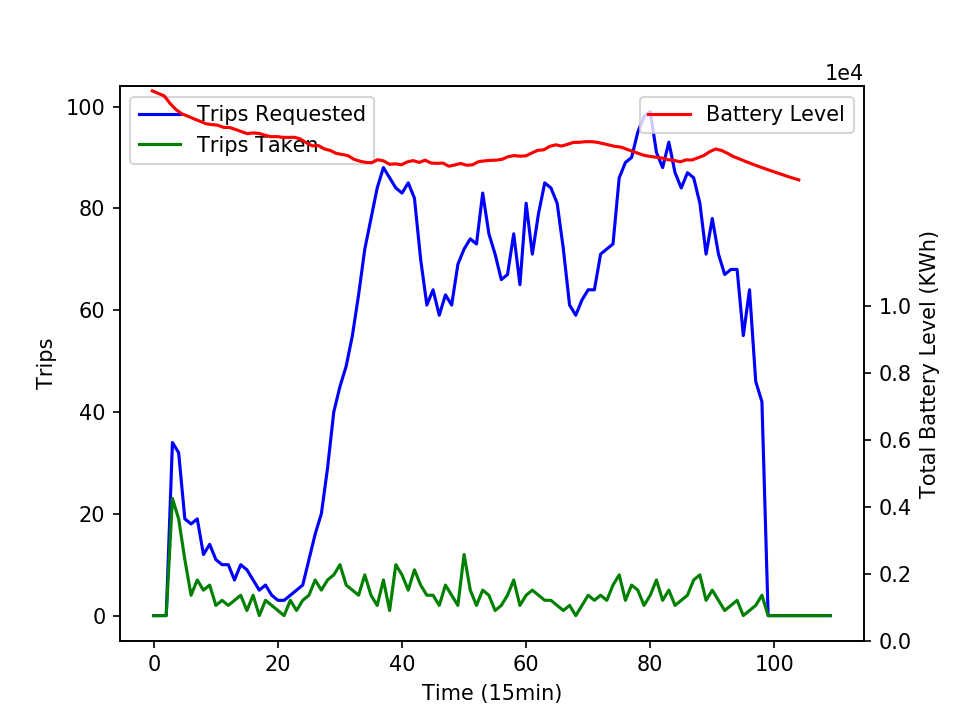 1e4
100
80
60
40
20
0
Trips
Trips Requested
Trips Taken
Battery Level
1.0
0.8
0.6
0.4
0.2
0.0
Total Battery Level (KWh)
0 20 40 60 80 100
Time (15min)